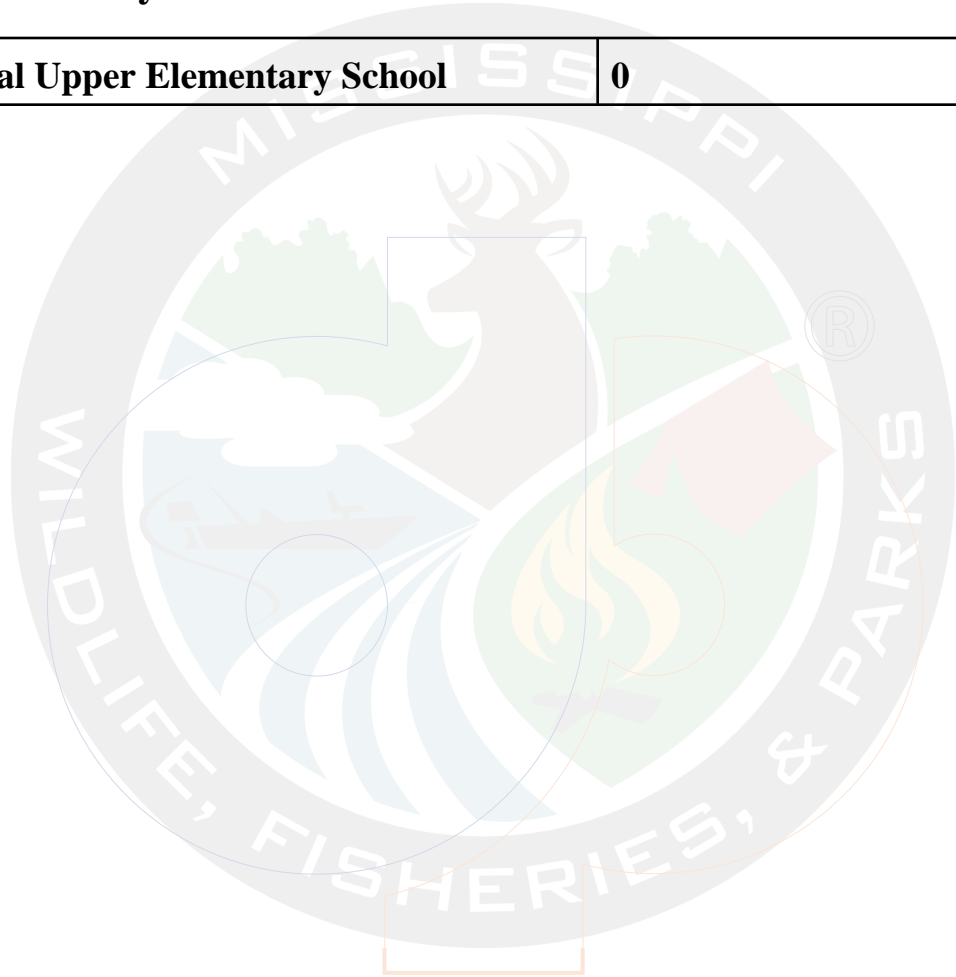 al Upper Elementary School 0
MISSISSIPPI
WILDLIFE, FISHERIES, & PARKS
®